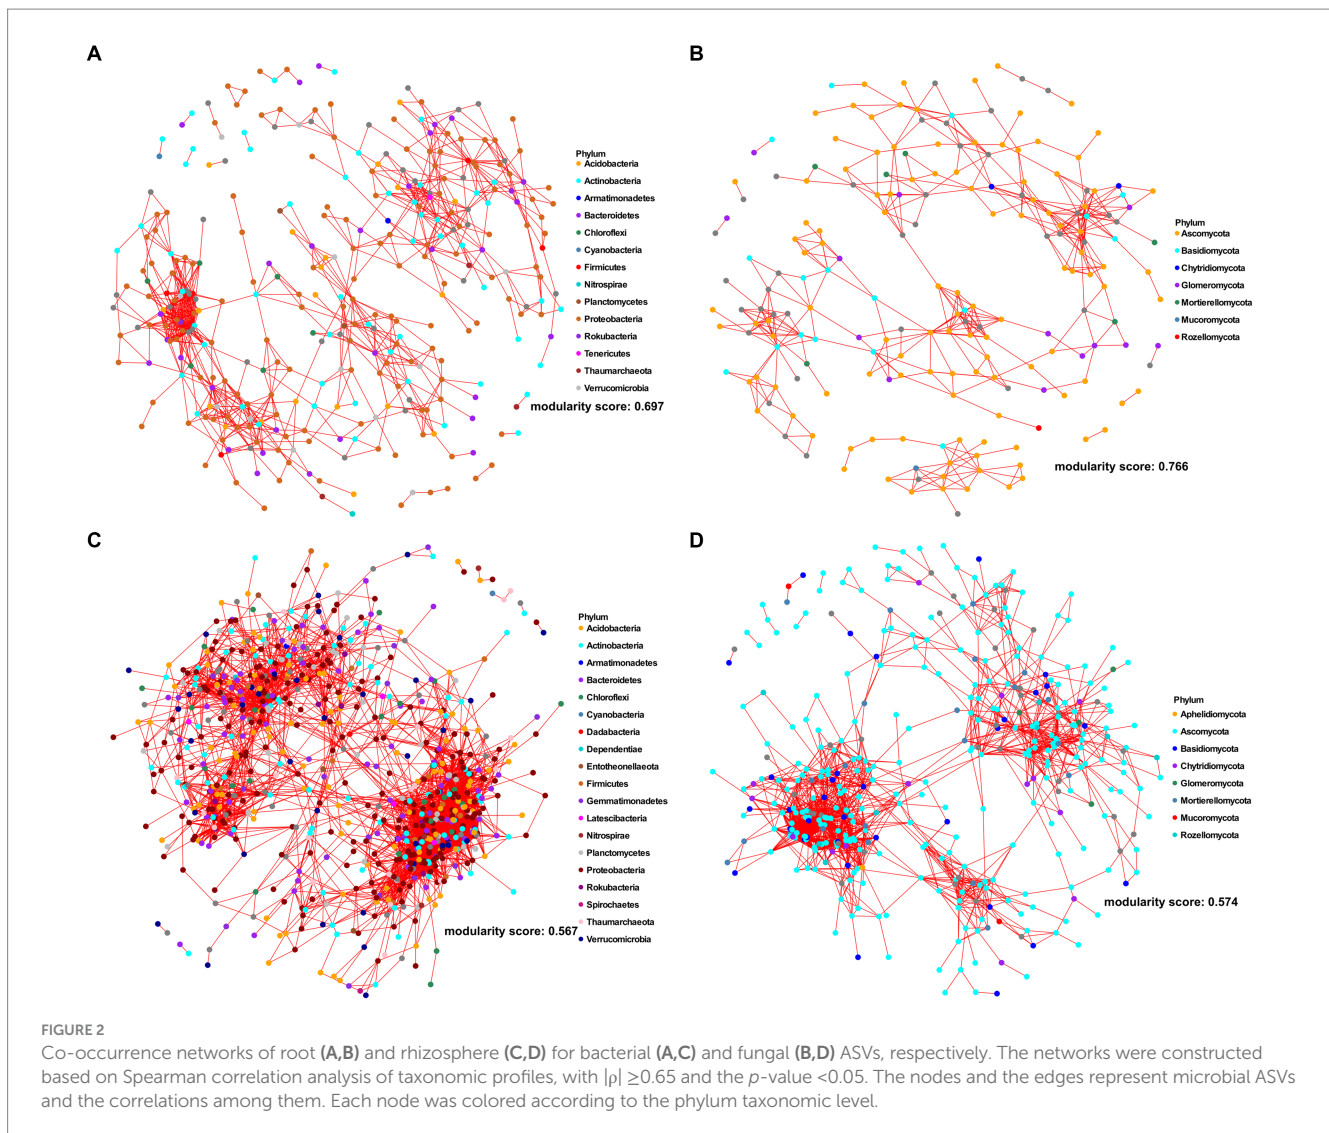 A
Phylum
Acidobacteria
Actinobacteria
Armatimonadetes
Bacteroidetes
Chloroflexi
Cyanobacteria
Firmicutes
Nitrospirae
Planctomycetes
Proteobacteria
Rokubacteria
Tenericutes
Thaumarchaeota
Verrucomicrobia
modularity score: 0.697
B
Phylum
Ascomycota
Basidiomycota
Chytridiomycota
Glomeromycota
Mortierellomycota
Mucoromycota
Rozellomycota
modularity score: 0.766
C
Phylum
Acidobacteria
Actinobacteria
Armatimonadetes
Bacteroidetes
Chloroflexi
Cyanobacteria
Dadabacteria
Dependentiae
Entotheonellaeota
Firmicutes
Gemmatimonadetes
Latescibacteria
Nitrospirae
Planctomycetes
Proteobacteria
Rokubacteria
Spirochaetes
Thaumarchaeota
Verrucomicrobia
modularity score: 0.567
D
Phylum
Aphelidiomycota
Ascomycota
Basidiomycota
Chytridiomycota
Glomeromycota
Mortierellomycota
Mucoromycota
Rozellomycota
modularity score: 0.574
FIGURE 2
Co-occurrence networks of root (A,B) and rhizosphere (C,D) for bacterial (A,C) and fungal (B,D) ASVs, respectively. The networks were constructed
based on Spearman correlation analysis of taxonomic profiles, with |ρ| ≥0.65 and the p-value <0.05. The nodes and the edges represent microbial ASVs
and the correlations among them. Each node was colored according to the phylum taxonomic level.